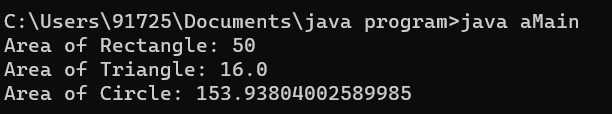 C:\Users\91725\Documents\java program>java aMain
Area of Rectangle: 50
Area of Triangle: 16.0
Area of Circle: 153.93804002589985